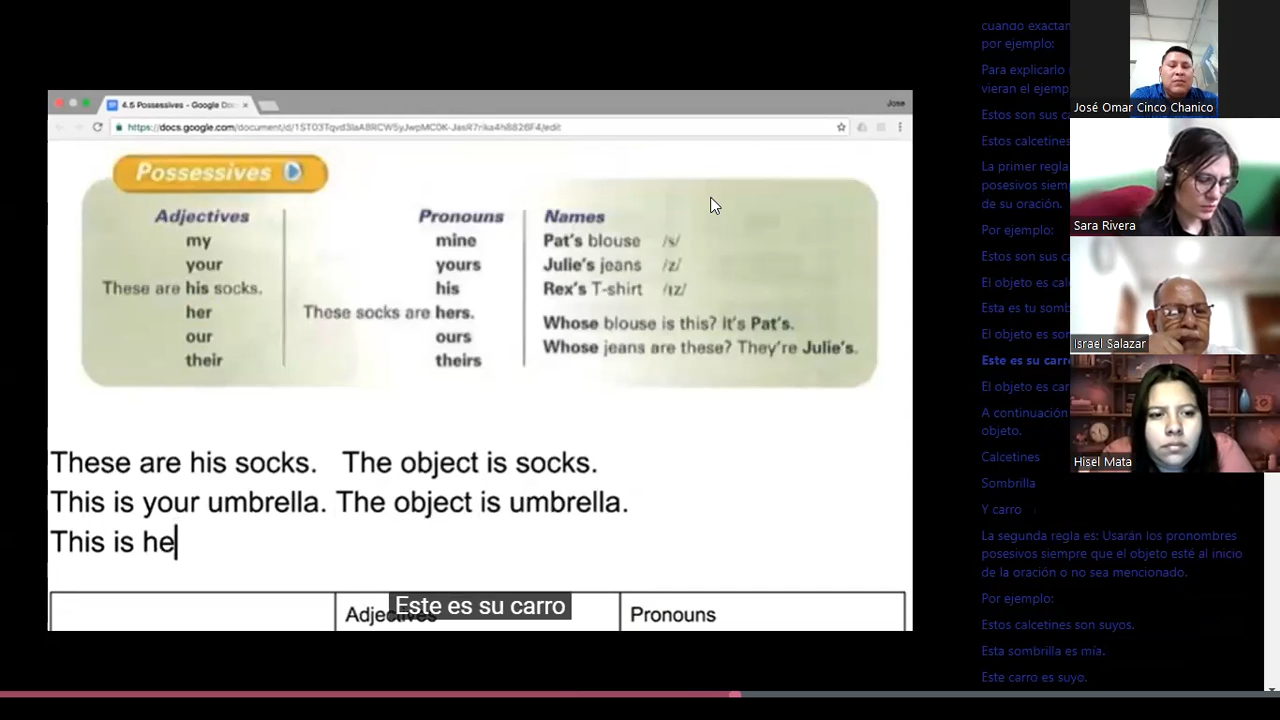 4.5 Possessives - Google Do
Jose
https://docs.google.com/document/d/1ST03Tqvd3laA8RCW5yJwpMC0K-JasR7rika4h8826F4/edit
Possessives
Adjectives
my
your
These are his socks.
her
our
their
Pronouns
mine
yours
his
These socks are hers.
ours
theirs
Names
Pat's blouse /s/
Julie's jeans /z/
Rex's T-shirt /ɪz/
Whose blouse is this? It's Pat's.
Whose jeans are these? They're Julie's.
These are his socks. The object is socks.
This is your umbrella. The object is umbrella.
This is he
Adjectives
Pronouns
Este es su carro
cuando exactam
por ejemplo:
Para explicarlo
vieran el ejemp
Estos son sus c
Estos calcetines
La primer regla
posesivos siem
de su oración.
Por ejemplo:
Estos son sus ca
El objeto es cal
Esta es tu somb
El objeto es son
Este es su carro
El objeto es car
A continuación
objeto.
Calcetines
Sombrilla
Y carro
La segunda regla es: Usarán los pronombres
posesivos siempre que el objeto esté al inicio
de la oración o no sea mencionado.
Por ejemplo:
Estos calcetines son suyos.
Esta sombrilla es mía.
Este carro es suyo.
José Omar Cinco Chanico
Sara Rivera
Israel Salazar
Hisel Mata